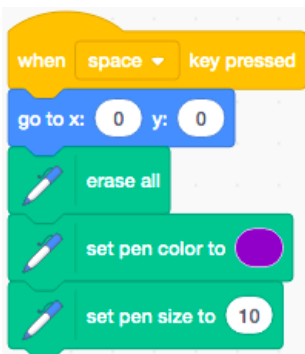 when space key pressed
go to x: 0 y: 0
erase all
set pen color to
set pen size to 10